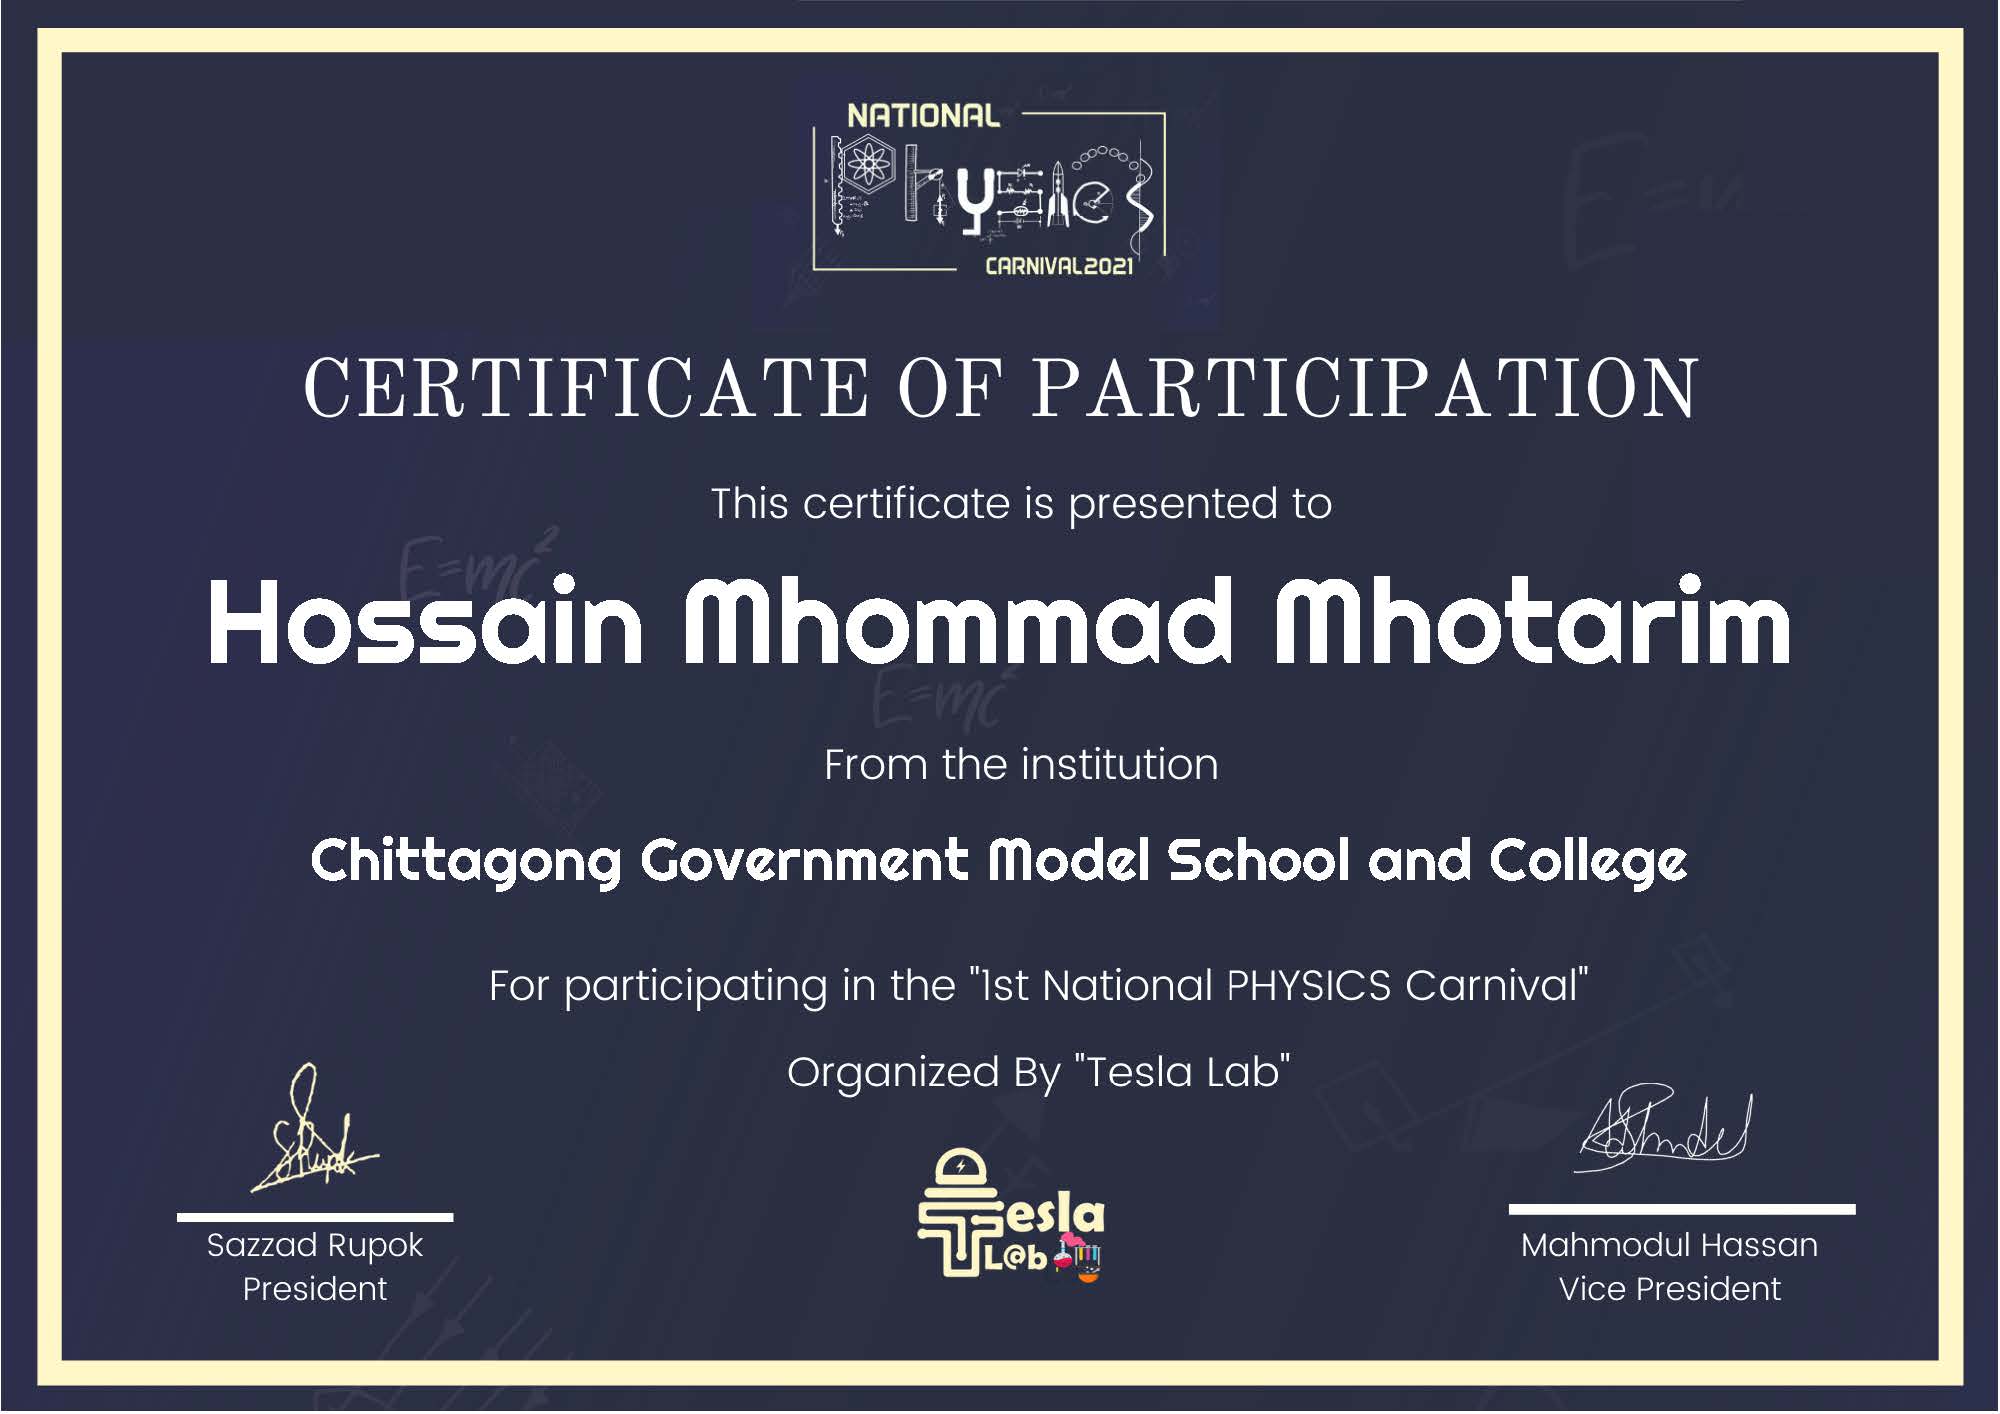 NATIONAL
Physics
CARNIVAL2021
CERTIFICATE OF PARTICIPATION
This certificate is presented to
E=mc²
Hossain Mhommad Mhotarim
E=mc²
From the institution
Chittagong Government Model School and College
For participating in the "1st National PHYSICS Carnival"
Organized By "Tesla Lab"
Tesla
L@b
Sazzad Rupok
President
Mahmodul Hassan
Vice President